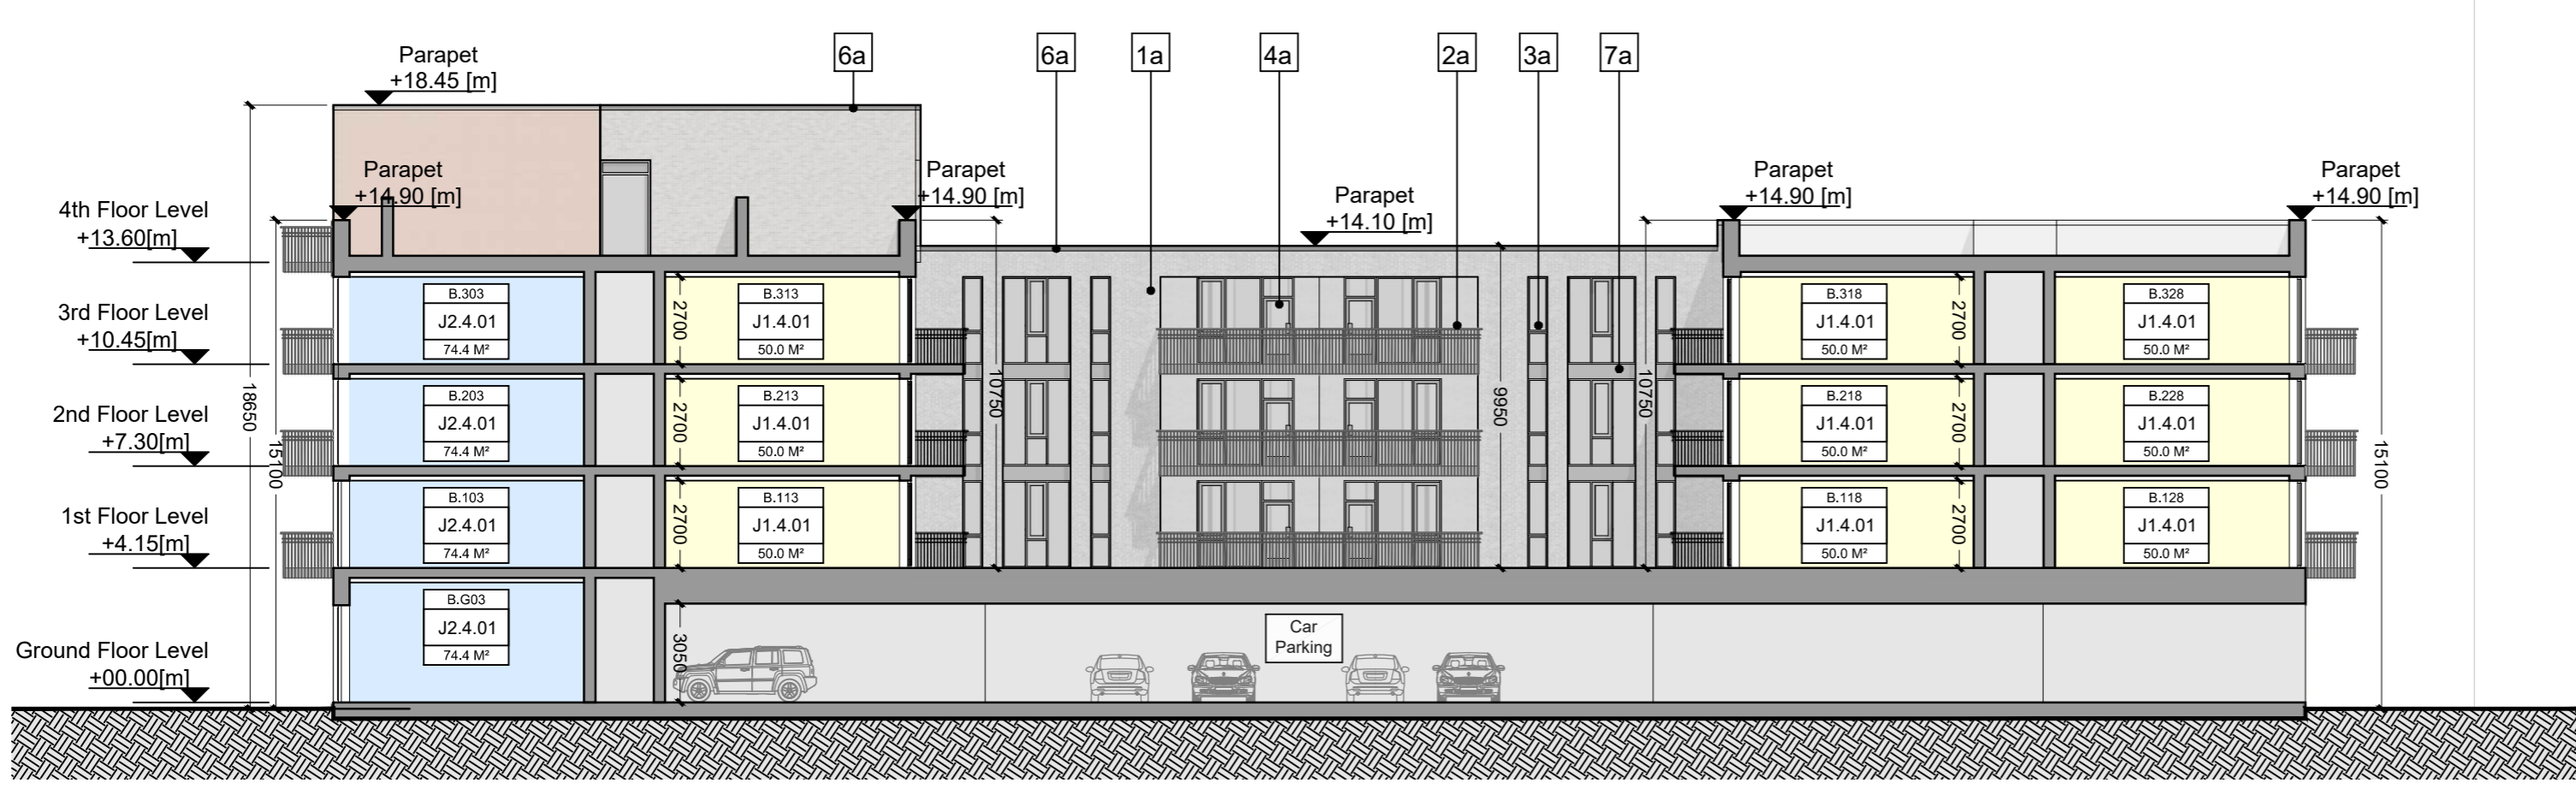 6a
6a
1a
4a
2a
3a
7a
Parapet
+18.45 [m]
Parapet
+14.90 [m]
Parapet
+14.90 [m]
Parapet
+14.10 [m]
Parapet
+14.90 [m]
Parapet
+14.90 [m]
4th Floor Level
+13.60[m]
3rd Floor Level
+10.45[m]
2nd Floor Level
+7.30[m]
1st Floor Level
+4.15[m]
Ground Floor Level
+00.00[m]
18650
15100
B.303
J2.4.01
74.4 M²
2700
B.313
J1.4.01
50.0 M²
B.203
J2.4.01
74.4 M²
2700
B.213
J1.4.01
50.0 M²
B.103
J2.4.01
74.4 M²
2700
B.113
J1.4.01
50.0 M²
B.G03
J2.4.01
74.4 M²
3050
10750
9950
10750
Car
Parking
B.318
J1.4.01
50.0 M²
2700
B.328
J1.4.01
50.0 M²
B.218
J1.4.01
50.0 M²
2700
B.228
J1.4.01
50.0 M²
B.118
J1.4.01
50.0 M²
2700
B.128
J1.4.01
50.0 M²
15100